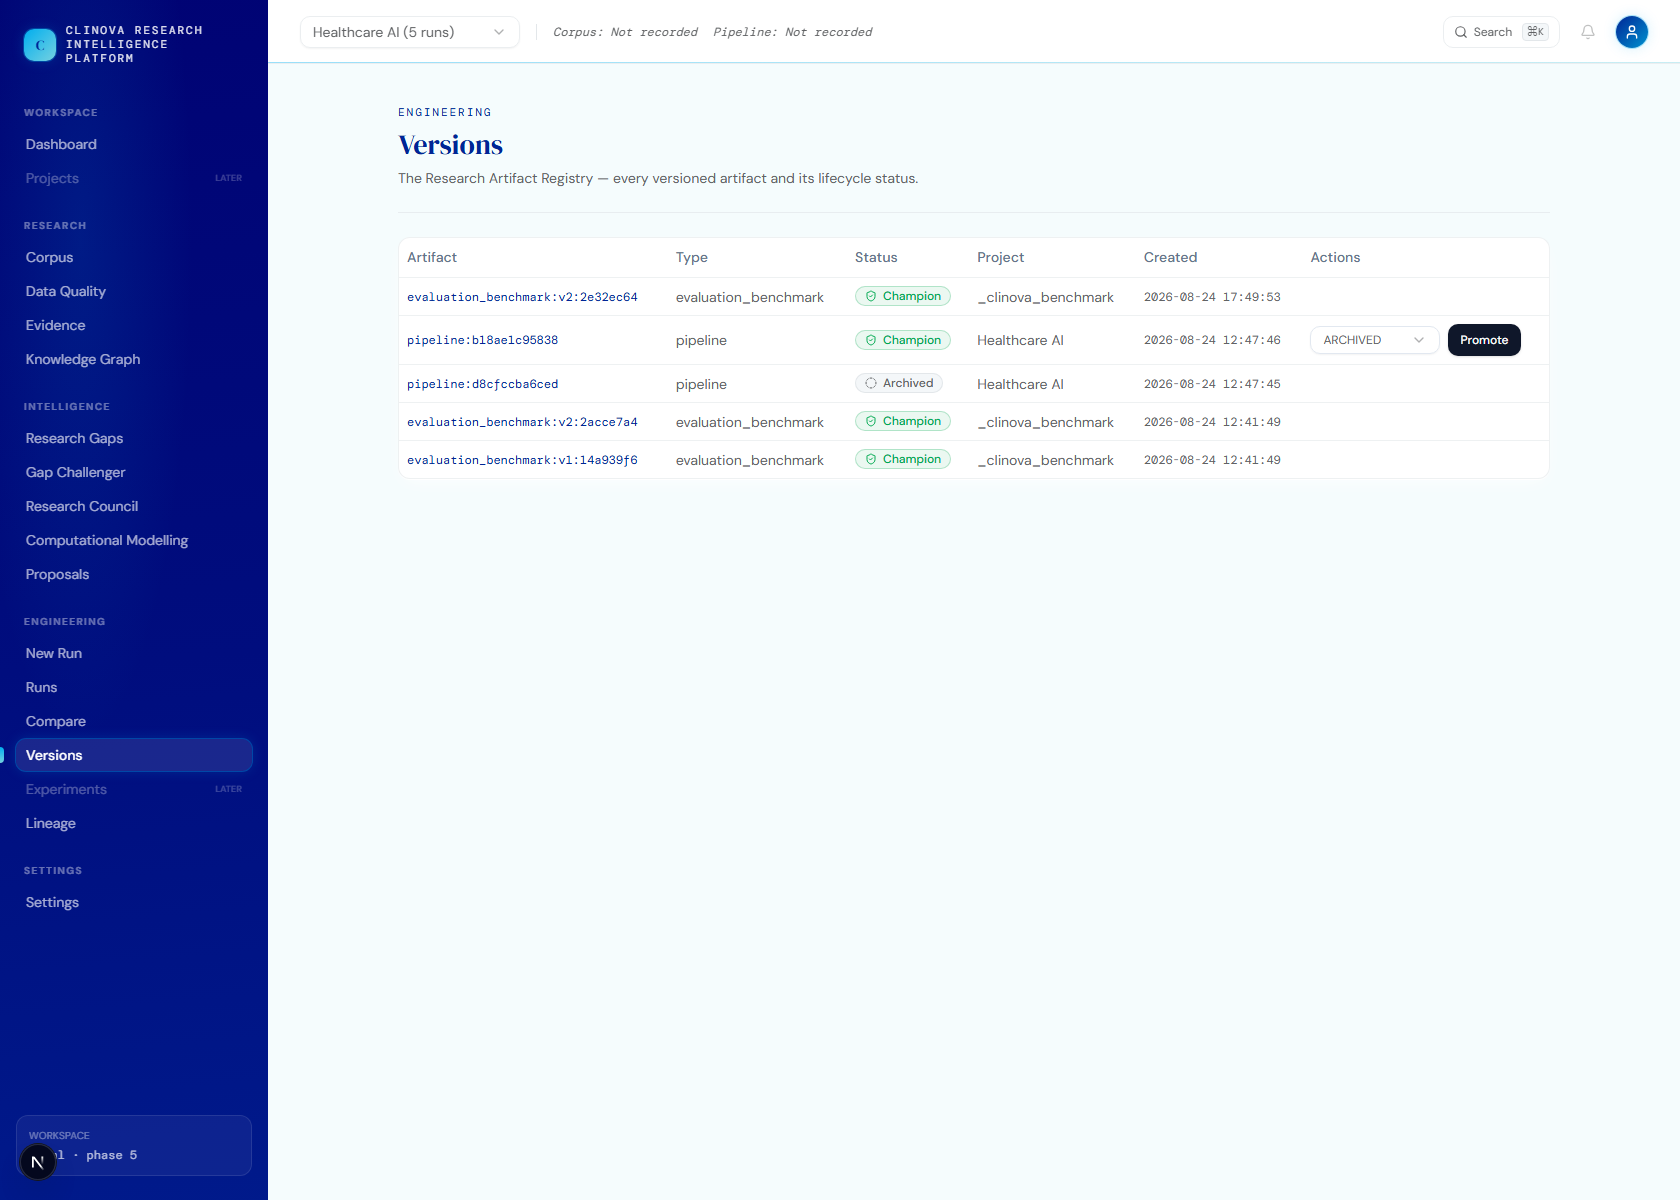 C
CLINOVA RESEARCH
INTELLIGENCE
PLATFORM
WORKSPACE
Dashboard
Projects LATER
RESEARCH
Corpus
Data Quality
Evidence
Knowledge Graph
INTELLIGENCE
Research Gaps
Gap Challenger
Research Council
Computational Modelling
Proposals
ENGINEERING
New Run
Runs
Compare
Versions
Experiments LATER
Lineage
SETTINGS
Settings
WORKSPACE
· phase 5
N
Healthcare AI (5 runs) Corpus: Not recorded Pipeline: Not recorded Search ⌘K
ENGINEERING
Versions
The Research Artifact Registry — every versioned artifact and its lifecycle status.
Artifact Type Status Project Created Actions
evaluation_benchmark:v2:2e32ec64 evaluation_benchmark Champion _clinova_benchmark 2026-08-24 17:49:53
pipeline:b18ae1c95838 pipeline Champion Healthcare AI 2026-08-24 12:47:46 ARCHIVED Promote
pipeline:d8cfccba6ced pipeline Archived Healthcare AI 2026-08-24 12:47:45
evaluation_benchmark:v2:2acce7a4 evaluation_benchmark Champion _clinova_benchmark 2026-08-24 12:41:49
evaluation_benchmark:v1:14a939f6 evaluation_benchmark Champion _clinova_benchmark 2026-08-24 12:41:49